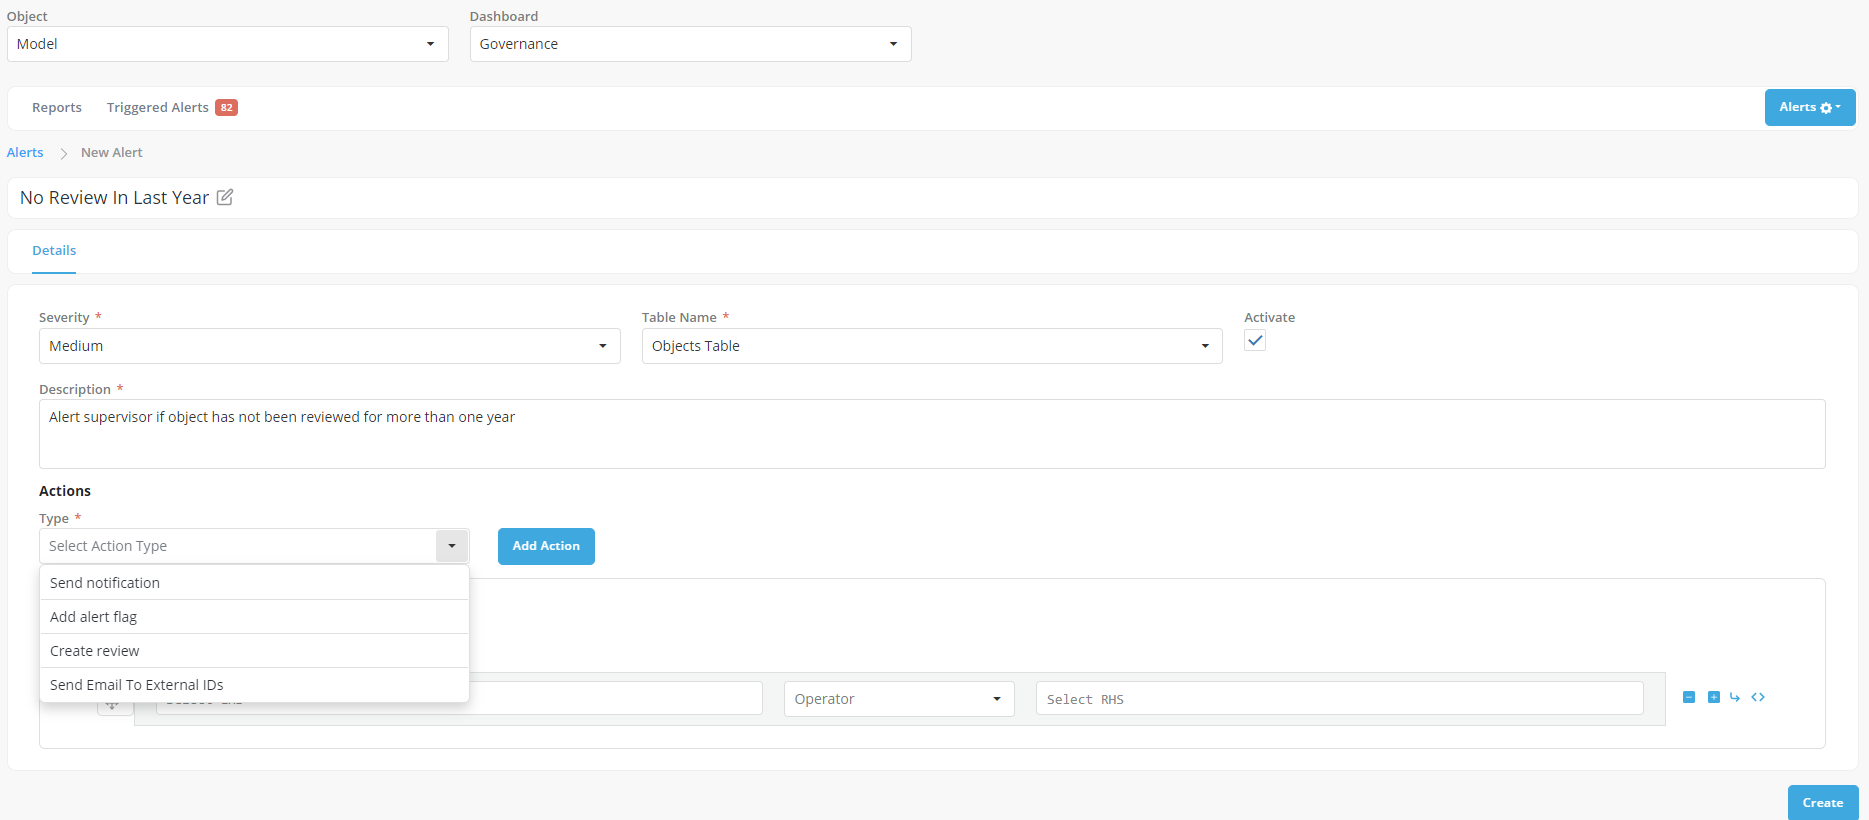 Object
Dashboard
Model
Governance
Reports
Triggered Alerts 82
Alerts
Alerts > New Alert
No Review In Last Year
Details
Severity *
Table Name *
Activate
Medium
Objects Table
Description *
Alert supervisor if object has not been reviewed for more than one year
Actions
Type *
Select Action Type
Add Action
Send notification
Add alert flag
Create review
Send Email To External IDs
Operator
Select RHS
Create